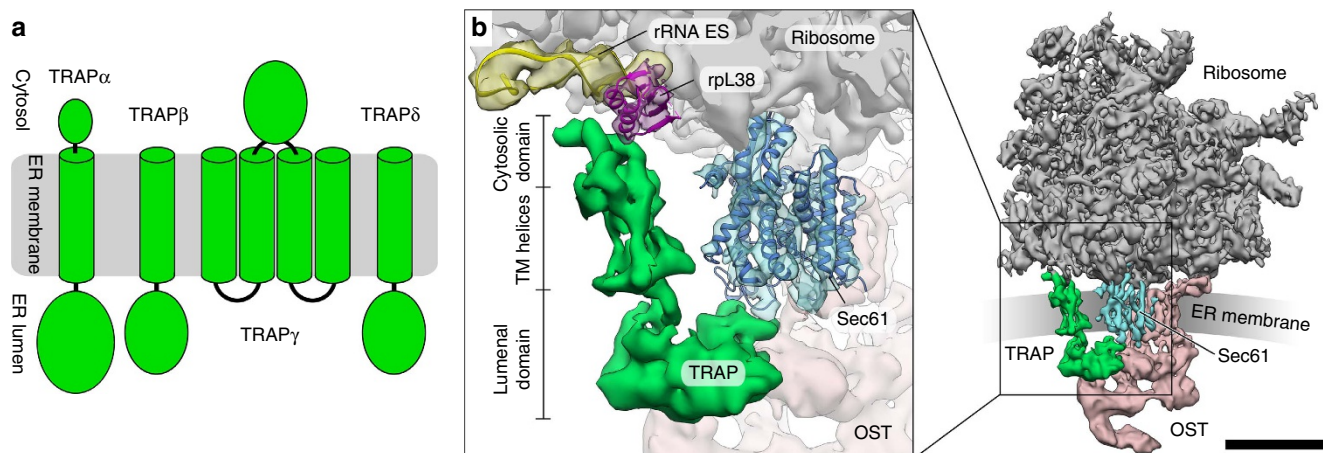 a
Cytosol
ER membrane
ER lumen
TRAPα
TRAPβ
TRAPγ
TRAPδ
b
rRNA ES
Ribosome
rpL38
Cytosolic
domain
TM helices
Lumenal
domain
Sec61
TRAP
OST
Ribosome
ER membrane
TRAP
Sec61
OST